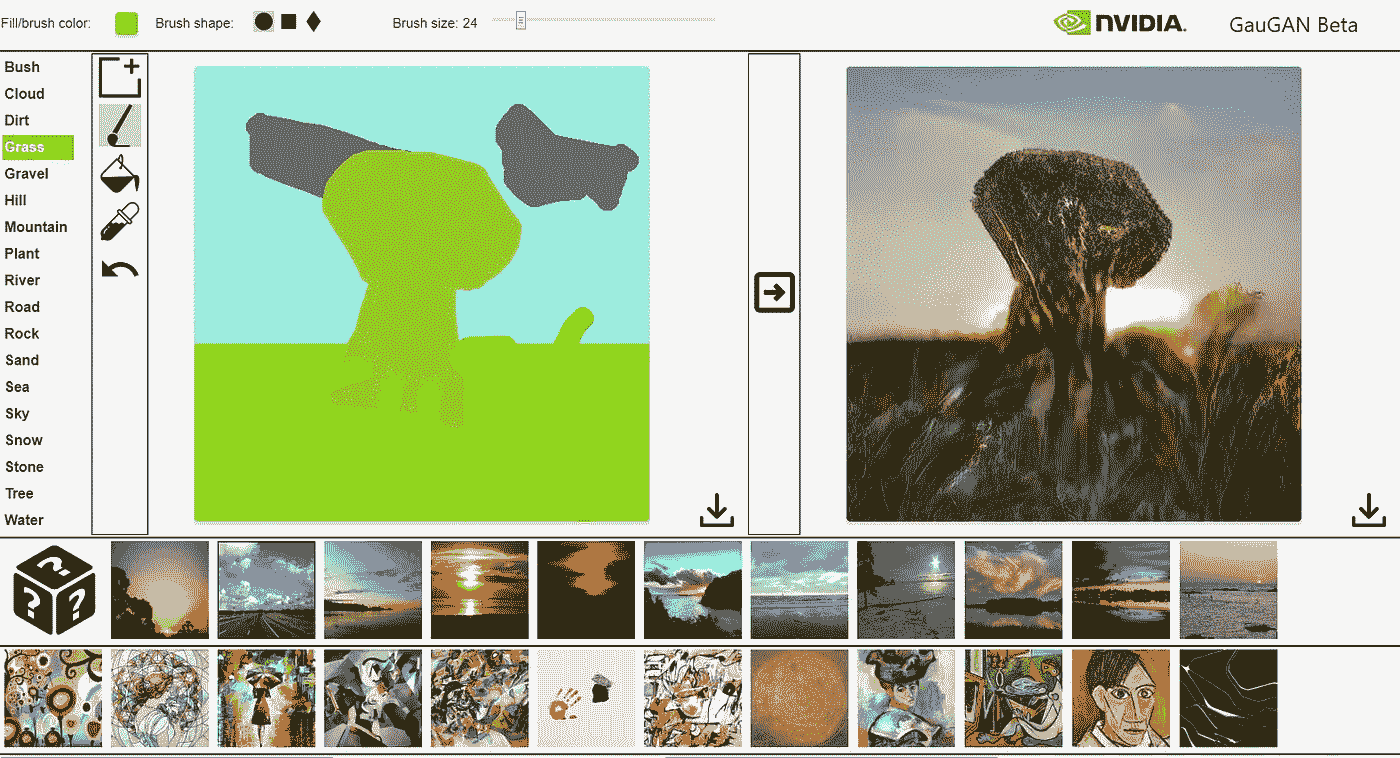 Fill/brush color: Brush shape: Brush size: 24 NVIDIA. GauGAN Beta
Bush
Cloud
Dirt
Grass
Gravel
Hill
Mountain
Plant
River
Road
Rock
Sand
Sea
Sky
Snow
Stone
Tree
Water
? ? ?